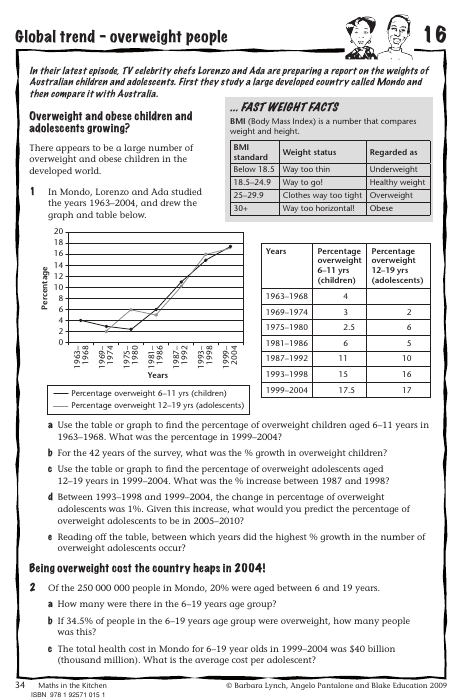 Global trend – overweight people
16
In their latest episode, TV celebrity chefs Lorenzo and Ada are preparing a report on the weights of
Australian children and adolescents. First they study a large developed country called Mondo and
then compare it with Australia.
Overweight and obese children and
adolescents growing?
There appears to be a large number of
overweight and obese children in the
developed world.
1 In Mondo, Lorenzo and Ada studied
the years 1963–2004, and drew the
graph and table below.
... FAST WEIGHT FACTS
BMI (Body Mass Index) is a number that compares
weight and height.
BMI standard Weight status Regarded as
Below 18.5 Way too thin Underweight
18.5–24.9 Way to go! Healthy weight
25–29.9 Clothes way too tight Overweight
30+ Way too horizontal! Obese
Percentage
20
18
16
14
12
10
8
6
4
2
0
1963–1968
1969–1974
1975–1980
1981–1986
1987–1992
1993–1998
1999–2004
Years
Percentage overweight 6–11 yrs (children)
Percentage overweight 12–19 yrs (adolescents)
Years Percentage overweight 6–11 yrs (children) Percentage overweight 12–19 yrs (adolescents)
1963–1968 4
1969–1974 3 2
1975–1980 2.5 6
1981–1986 6 5
1987–1992 11 10
1993–1998 15 16
1999–2004 17.5 17
a Use the table or graph to find the percentage of overweight children aged 6–11 years in
1963–1968. What was the percentage in 1999–2004?
b For the 42 years of the survey, what was the % growth in overweight children?
c Use the table or graph to find the percentage of overweight adolescents aged
12–19 years in 1999–2004. What was the % increase between 1987 and 1998?
d Between 1993–1998 and 1999–2004, the change in percentage of overweight
adolescents was 1%. Given this increase, what would you predict the percentage of
overweight adolescents to be in 2005–2010?
e Reading off the table, between which years did the highest % growth in the number of
overweight adolescents occur?
Being overweight cost the country heaps in 2004!
2 Of the 250 000 000 people in Mondo, 20% were aged between 6 and 19 years.
a How many were there in the 6–19 years age group?
b If 34.5% of people in the 6–19 years age group were overweight, how many people
was this?
c The total health cost in Mondo for 6–19 year olds in 1999–2004 was $40 billion
(thousand million). What is the average cost per adolescent?
34 Maths in the Kitchen
ISBN 978 1 92571 015 1
© Barbara Lynch, Angelo Pantalone and Blake Education 2009